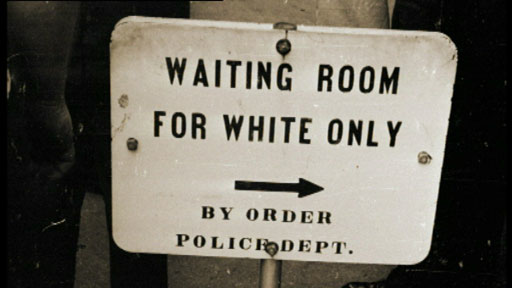 WAITING ROOM
FOR WHITE ONLY
BY ORDER
POLICE DEPT.